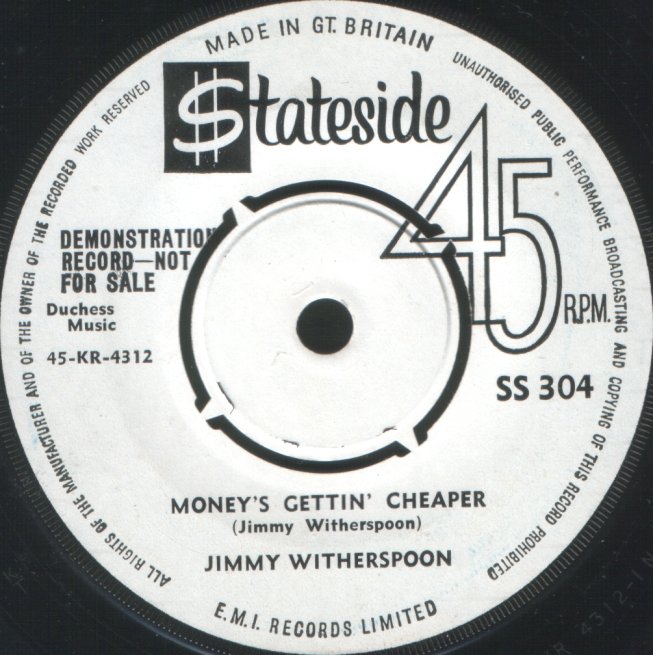 MADE IN GT. BRITAIN
UNAUTHORISED PUBLIC PERFORMANCE BROADCASTING AND COPYING OF THIS RECORD PROHIBITED
ALL RIGHTS OF THE MANUFACTURER AND OF THE OWNER OF THE RECORDED WORK RESERVED
$tateside
45
R.P.M.
DEMONSTRATION
RECORD—NOT
FOR SALE
Duchess
Music
45-KR-4312
SS 304
MONEY'S GETTIN' CHEAPER
(Jimmy Witherspoon)
JIMMY WITHERSPOON
E.M.I. RECORDS LIMITED